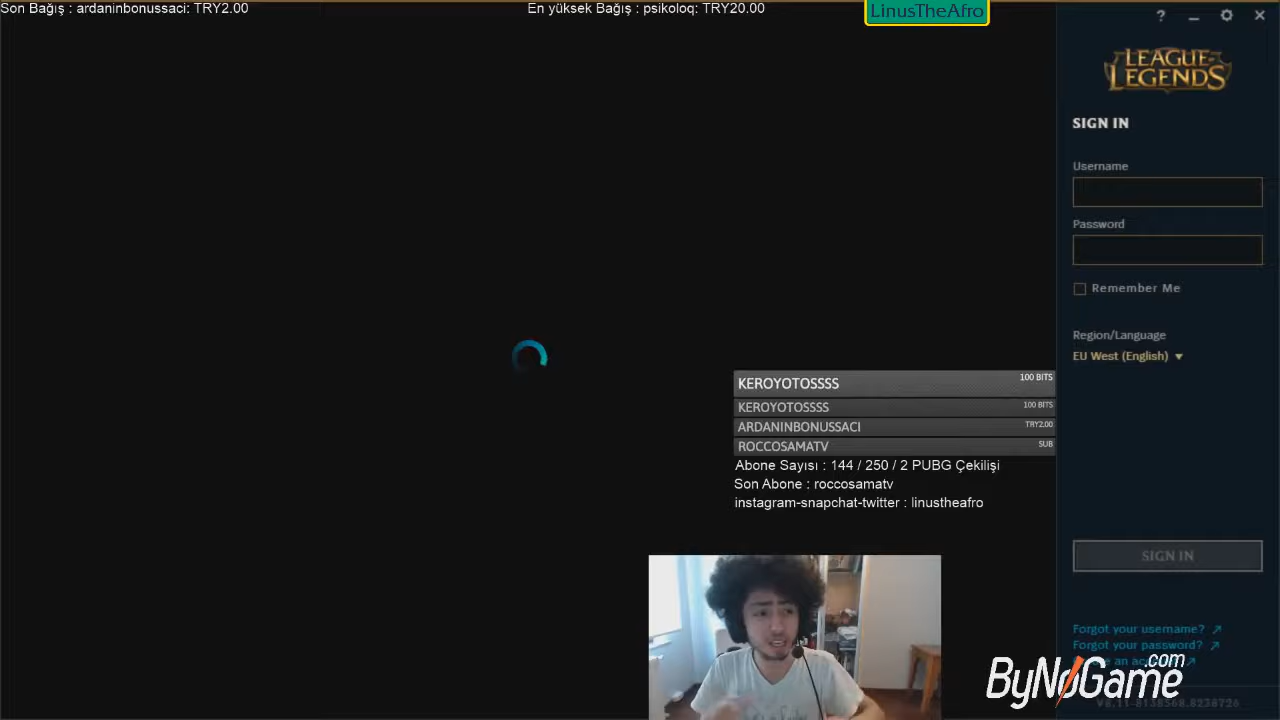 Son Bağış : ardaninbonussaci: TRY2.00
En yüksek Bağış : psikoloq: TRY20.00
LinusTheAfro
LEAGUE OF
LEGENDS
SIGN IN
Username
Password
Remember Me
Region/Language
EU West (English)
KEROYOTOSSSS 100 BITS
KEROYOTOSSSS 100 BITS
ARDANINBONUSSACI TRY2.00
ROCCOSAMATV SUB
Abone Sayısı : 144 / 250 / 2 PUBG Çekilişi
Son Abone : roccosamatv
instagram-snapchat-twitter : linustheafro
SIGN IN
Forgot your username?
Forgot your password?
ByNoGame.com